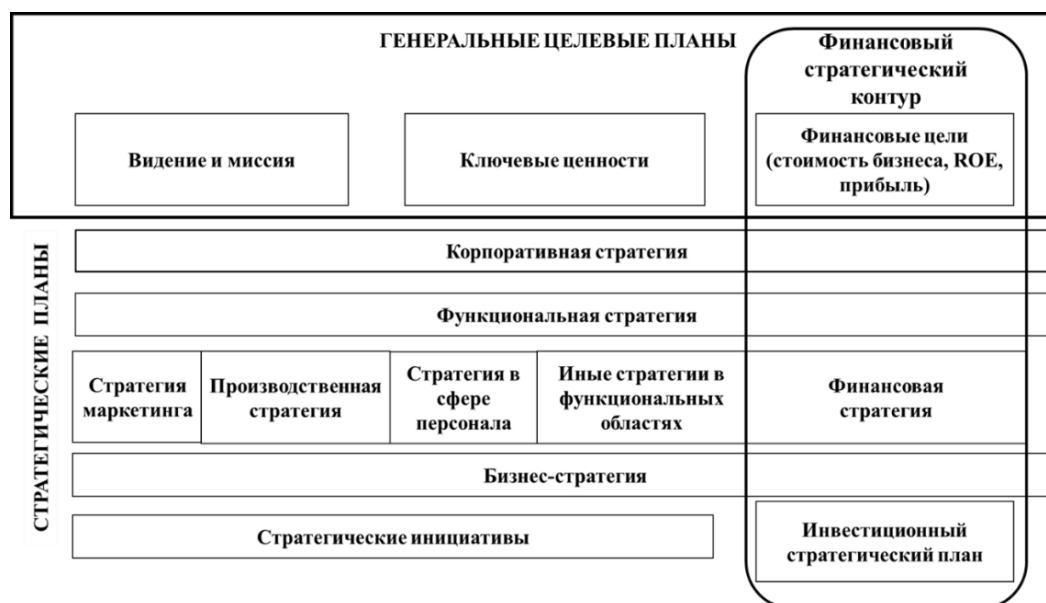 ГЕНЕРАЛЬНЫЕ ЦЕЛЕВЫЕ ПЛАНЫ
Финансовый
стратегический
контур
Видение и миссия
Ключевые ценности
Финансовые цели
(стоимость бизнеса, ROE,
прибыль)
СТРАТЕГИЧЕСКИЕ ПЛАНЫ
Корпоративная стратегия
Функциональная стратегия
Стратегия
маркетинга
Производственная
стратегия
Стратегия в
сфере
персонала
Иные стратегии в
функциональных
областях
Финансовая
стратегия
Бизнес-стратегия
Стратегические инициативы
Инвестиционный
стратегический план